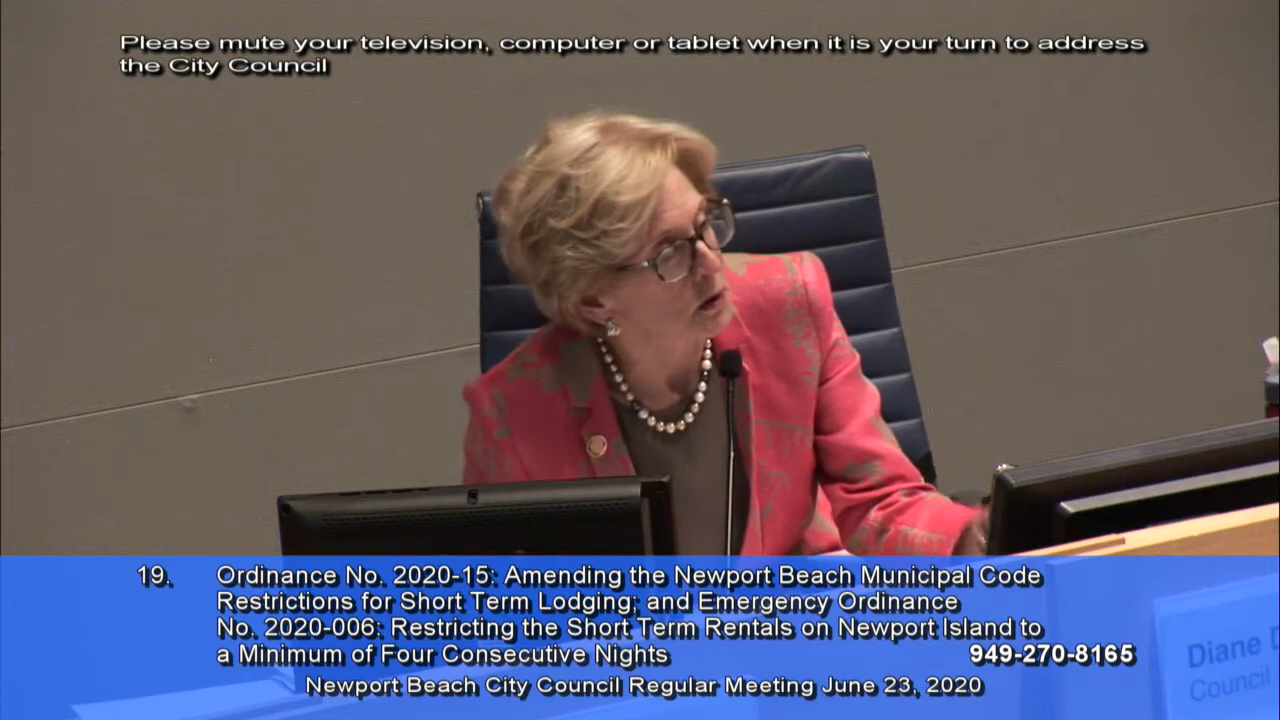 Please mute your television, computer or tablet when it is your turn to address
the City Council
19. Ordinance No. 2020-15: Amending the Newport Beach Municipal Code
Restrictions for Short Term Lodging; and Emergency Ordinance
No. 2020-006: Restricting the Short Term Rentals on Newport Island to
a Minimum of Four Consecutive Nights 949-270-8165
Newport Beach City Council Regular Meeting June 23, 2020
Diane
Council